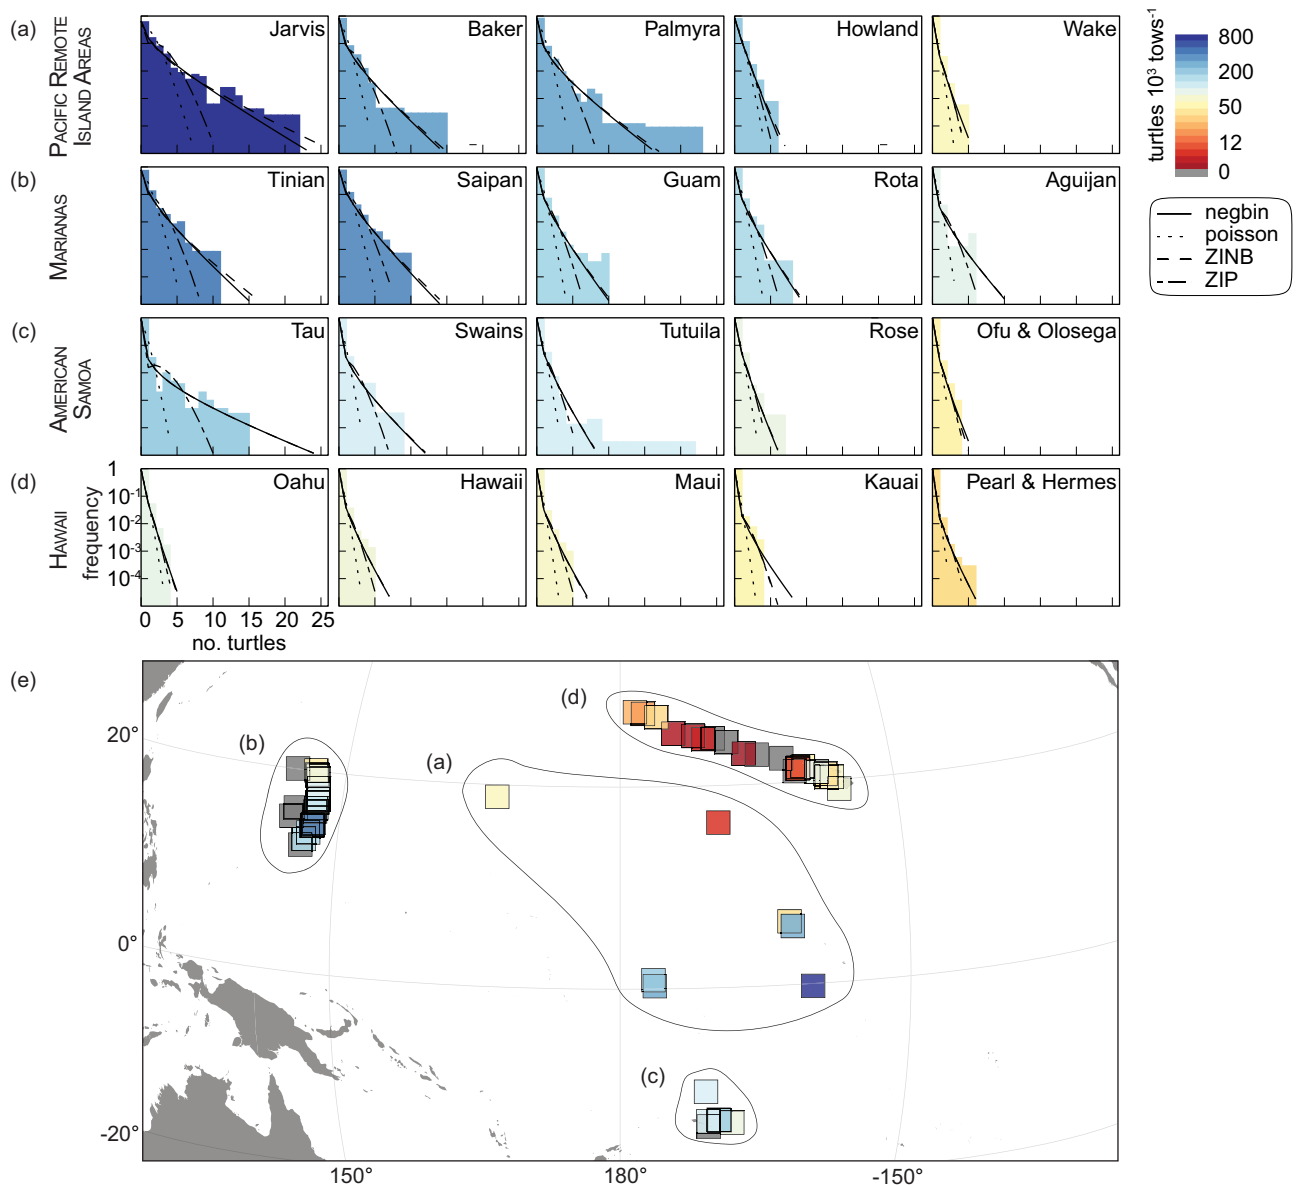 (a)
PACIFIC REMOTE
ISLAND AREAS
Jarvis
Baker
Palmyra
Howland
Wake
turtles 10³ tows⁻¹
800
200
50
12
0
(b)
MARIANAS
Tinian
Saipan
Guam
Rota
Aguijan
negbin
poisson
ZINB
ZIP
(c)
AMERICAN
SAMOA
Tau
Swains
Tutuila
Rose
Ofu & Olosega
(d)
HAWAII
frequency
1
10⁻¹
10⁻²
10⁻³
10⁻⁴
Oahu
Hawaii
Maui
Kauai
Pearl & Hermes
0 5 10 15 20 25
no. turtles
(e)
(d)
(b)
(a)
(c)
20°
0°
-20°
150° 180° -150°